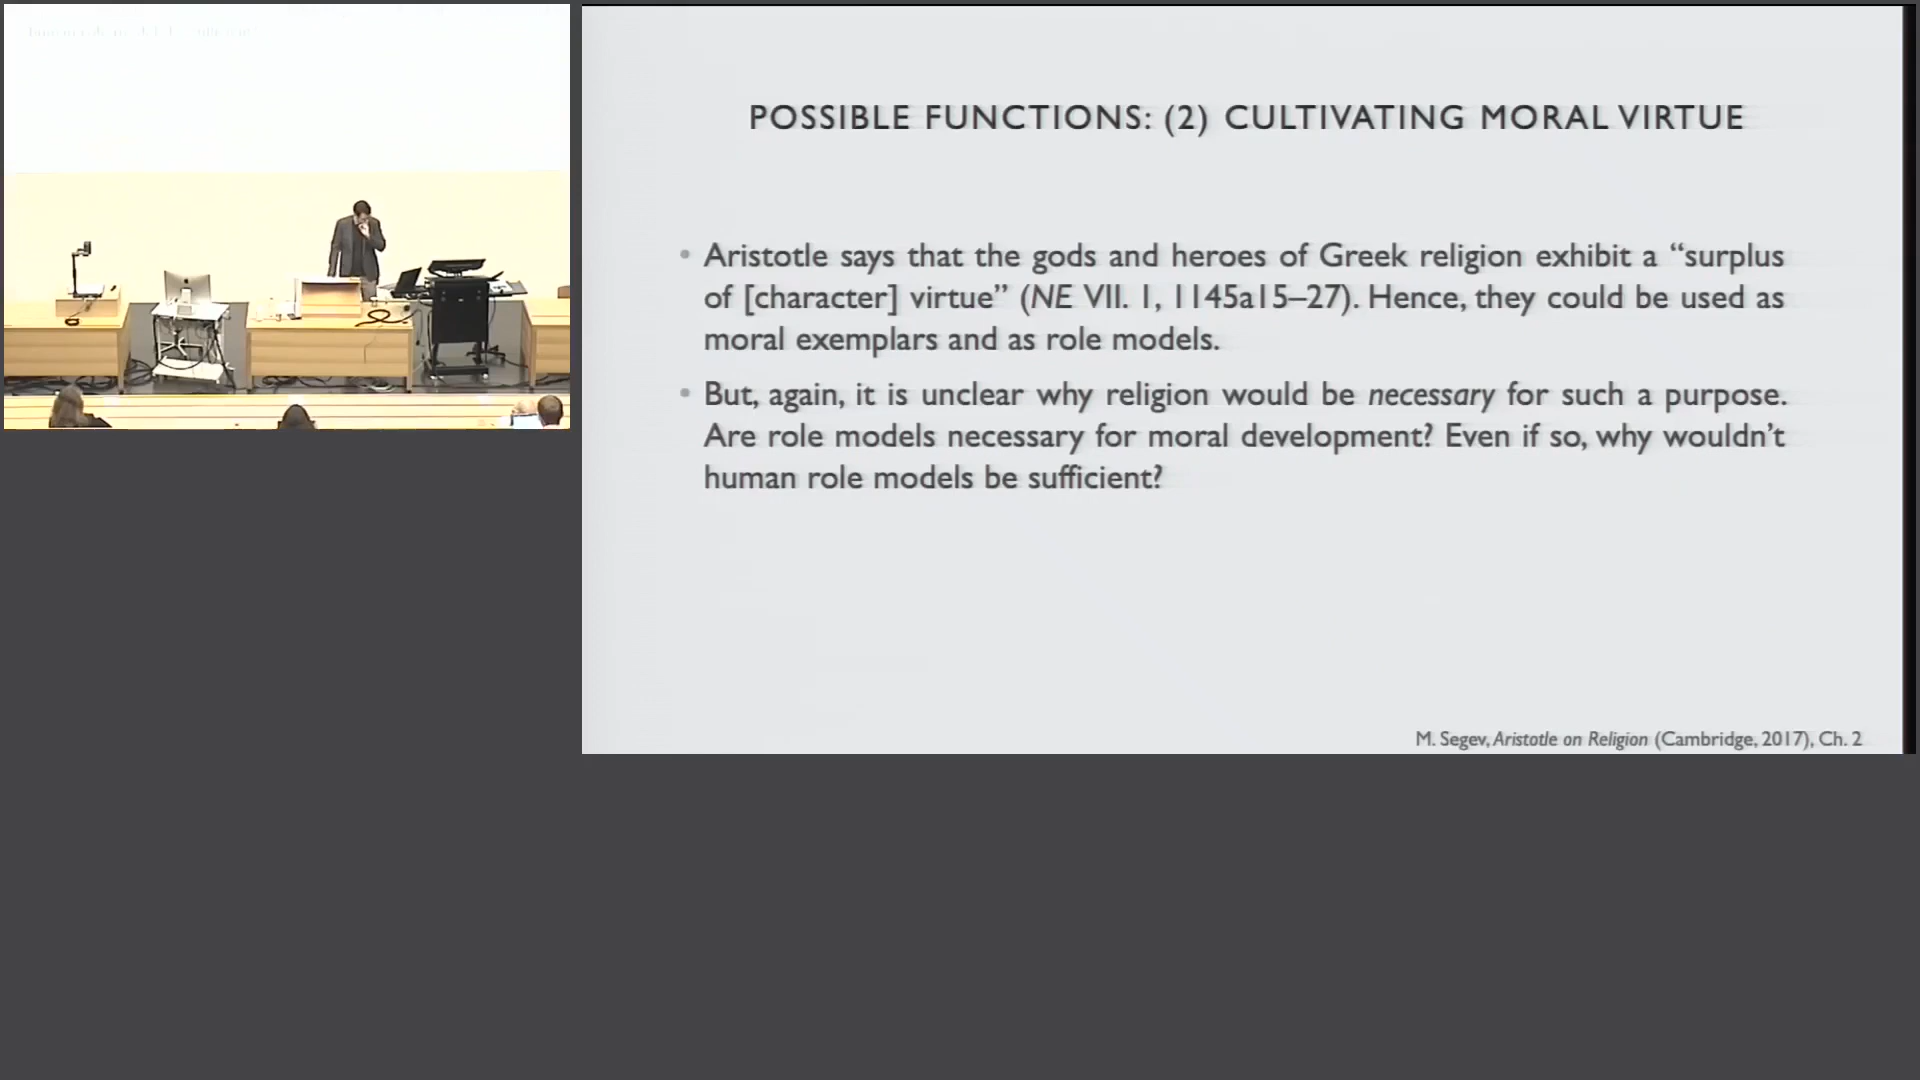 POSSIBLE FUNCTIONS: (2) CULTIVATING MORAL VIRTUE
• Aristotle says that the gods and heroes of Greek religion exhibit a “surplus
of [character] virtue” (NE VII. 1, 1145a15–27). Hence, they could be used as
moral exemplars and as role models.
• But, again, it is unclear why religion would be necessary for such a purpose.
Are role models necessary for moral development? Even if so, why wouldn’t
human role models be sufficient?
M. Segev, Aristotle on Religion (Cambridge, 2017), Ch. 2